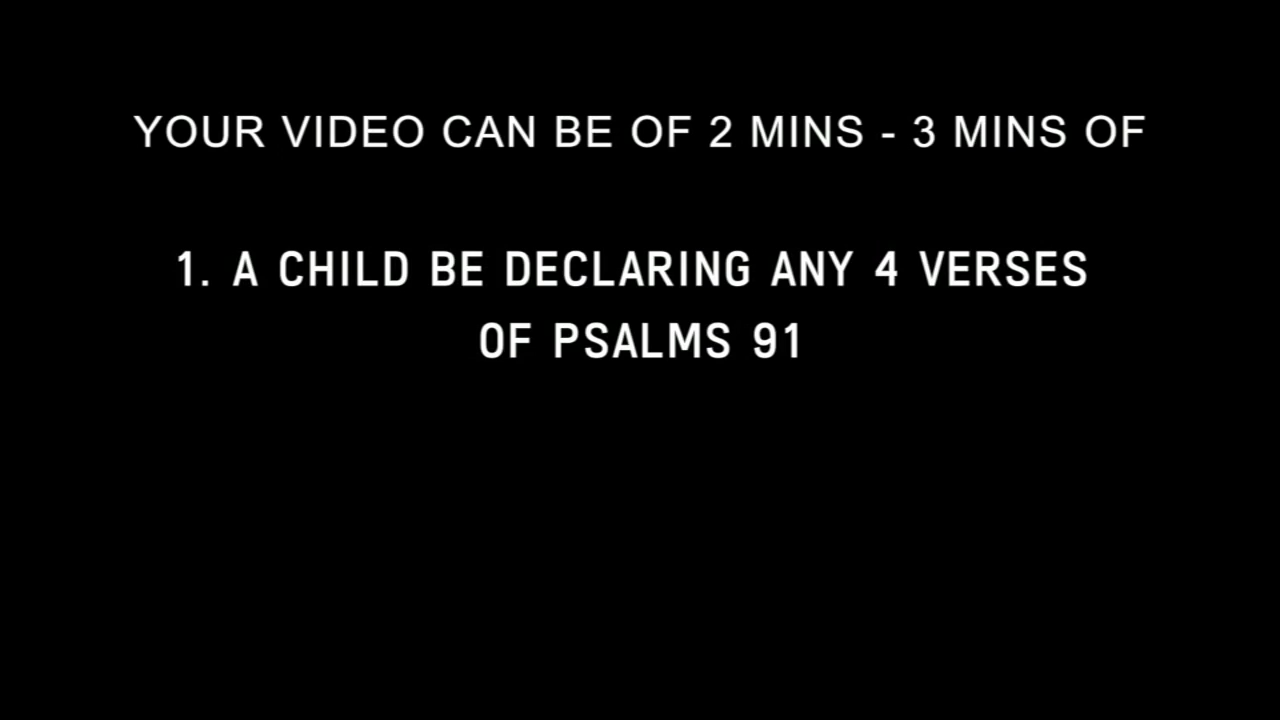 YOUR VIDEO CAN BE OF 2 MINS - 3 MINS OF
1. A CHILD BE DECLARING ANY 4 VERSES
OF PSALMS 91